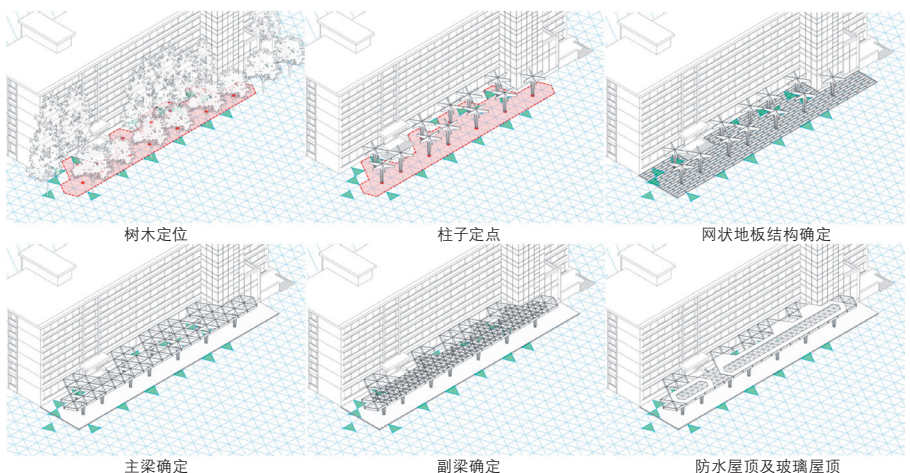 树木定位
柱子定点
网状地板结构确定
主梁确定
副梁确定
防水屋顶及玻璃屋顶